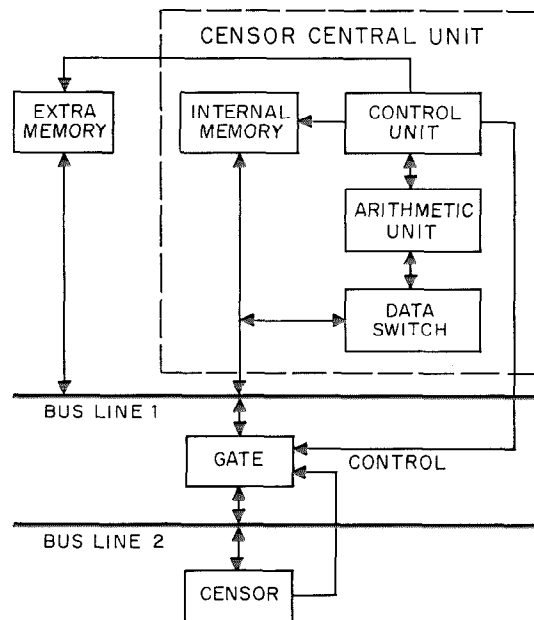 CENSOR CENTRAL UNIT
EXTRA
MEMORY
INTERNAL
MEMORY
CONTROL
UNIT
ARITHMETIC
UNIT
DATA
SWITCH
BUS LINE 1
GATE
CONTROL
BUS LINE 2
CENSOR